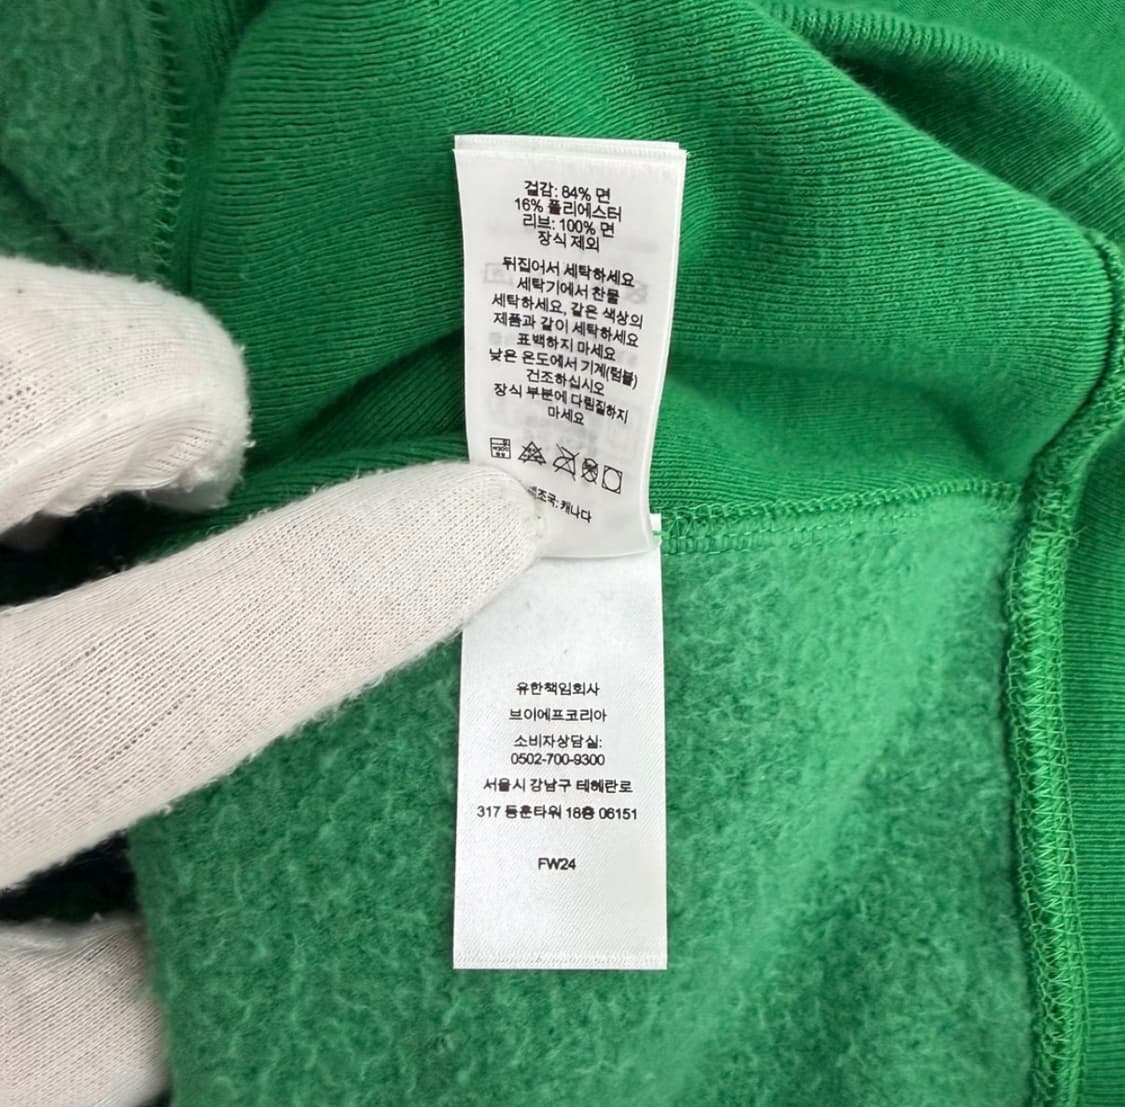 겉감: 84% 면
16% 폴리에스터
리브: 100% 면
장식 제외
뒤집어서 세탁하세요
세탁기에서 찬물
세탁하세요, 같은 색상의
제품과 같이 세탁하세요
표백하지 마세요
낮은 온도에서 기계(텀블)
건조하십시오
장식 부분에 다림질하지
마세요
제조국: 캐나다
유한책임회사
브이에프코리아
소비자상담실:
0502-700-9300
서울시 강남구 테헤란로
317 동훈타워 18층 06151
FW24